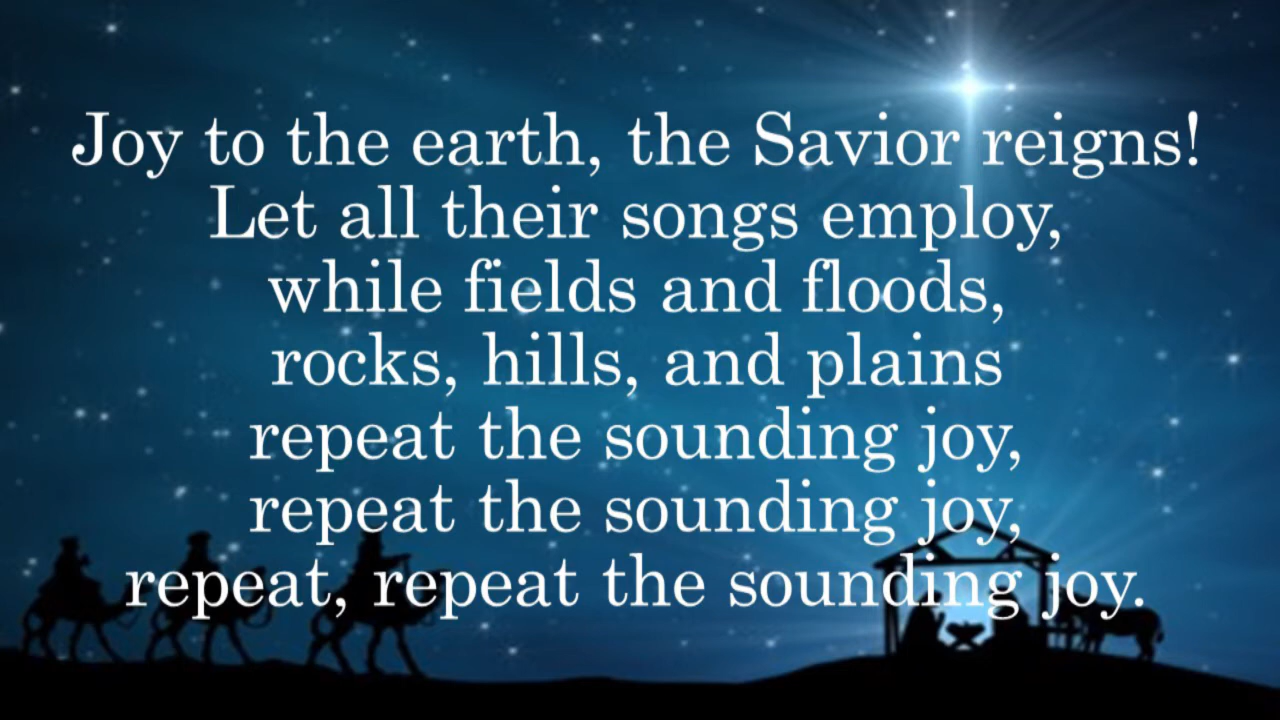 Joy to the earth, the Savior reigns!
Let all their songs employ,
while fields and floods,
rocks, hills, and plains
repeat the sounding joy,
repeat the sounding joy,
repeat, repeat the sounding joy.